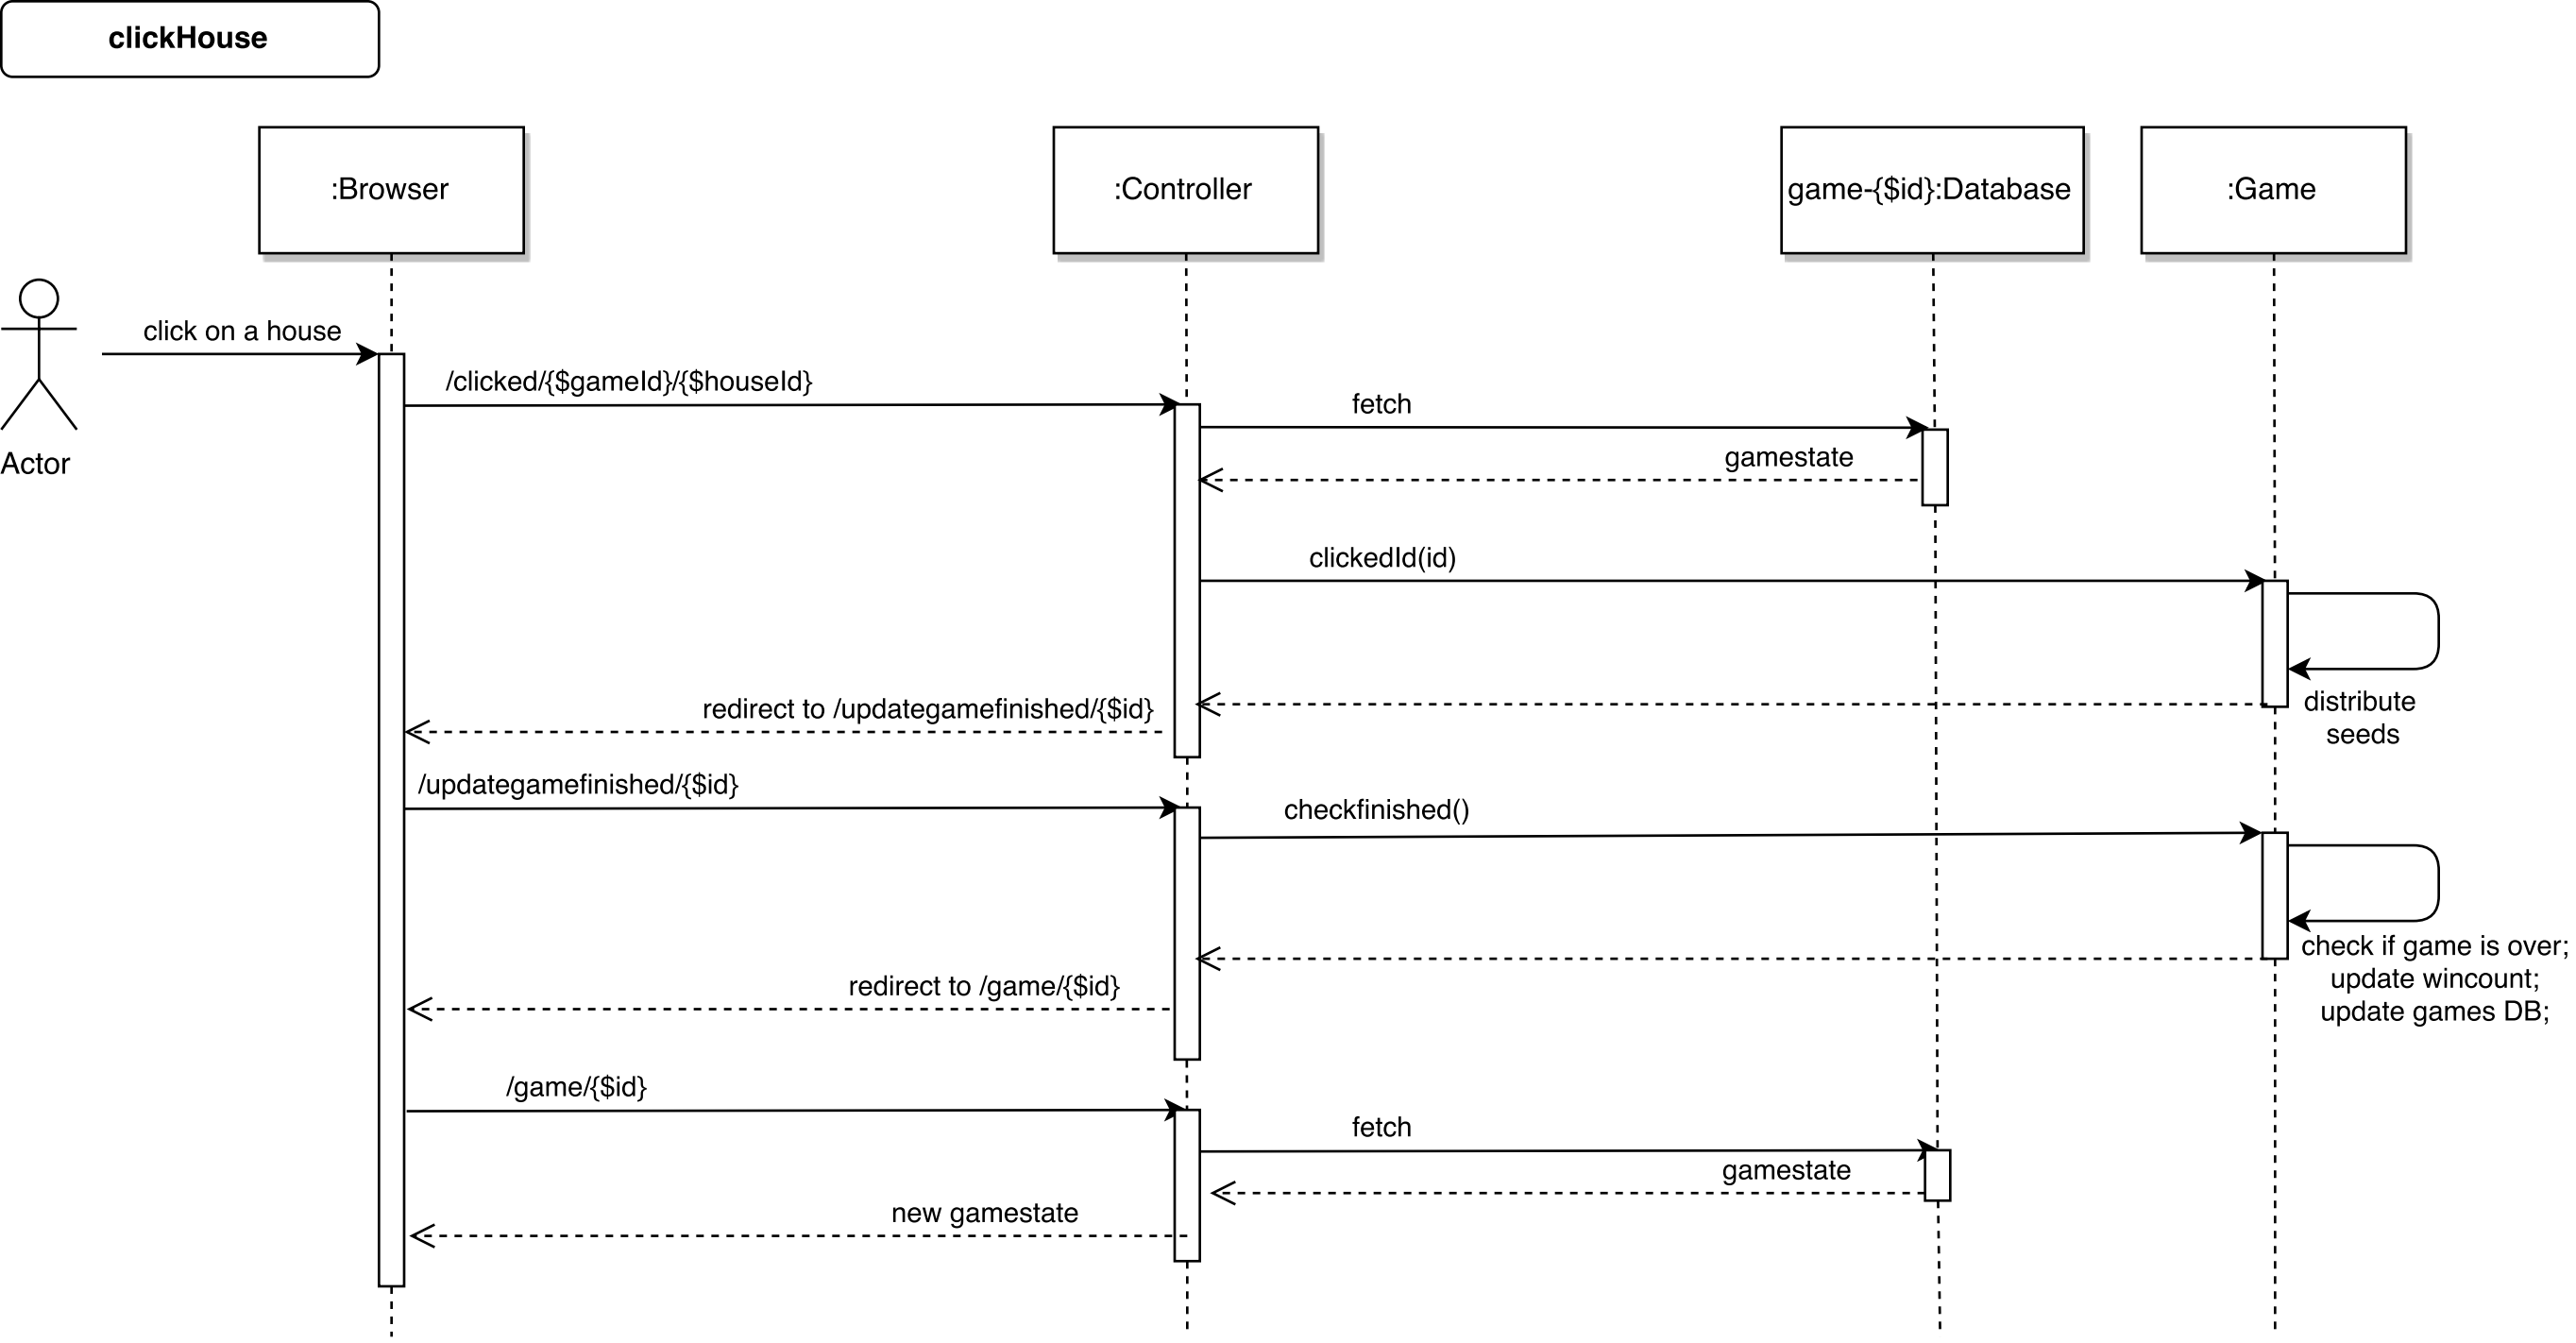 clickHouse
:Browser
:Controller
game-{$id}:Database
:Game
click on a house
/clicked/{$gameId}/{$houseId}
fetch
gamestate
Actor
clickedId(id)
distribute
seeds
redirect to /updategamefinished/{$id}
/updategamefinished/{$id}
checkfinished()
check if game is over;
update wincount;
update games DB;
redirect to /game/{$id}
/game/{$id}
fetch
gamestate
new gamestate